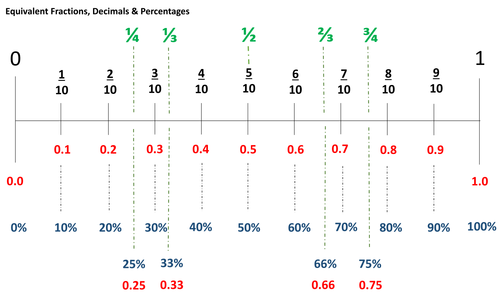 Equivalent Fractions, Decimals & Percentages
¼ ⅓ ½ ⅔ ¾
0 1
1/10 2/10 3/10 4/10 5/10 6/10 7/10 8/10 9/10
0.1 0.2 0.3 0.4 0.5 0.6 0.7 0.8 0.9
0.0 1.0
0% 10% 20% 30% 40% 50% 60% 70% 80% 90% 100%
25% 33% 66% 75%
0.25 0.33 0.66 0.75